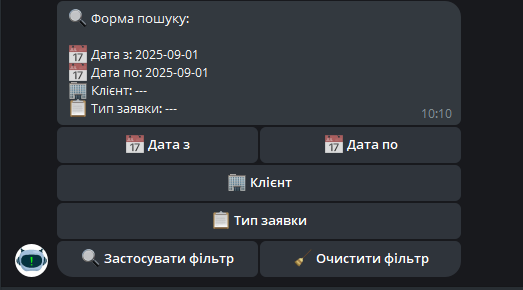 🔍 Форма пошуку:
📅 Дата з: 2025-09-01
📅 Дата по: 2025-09-01
🏢 Клієнт: ---
📋 Тип заявки: ---
10:10
📅 Дата з
📅 Дата по
🏢 Клієнт
📋 Тип заявки
🔍 Застосувати фільтр
🧹 Очистити фільтр